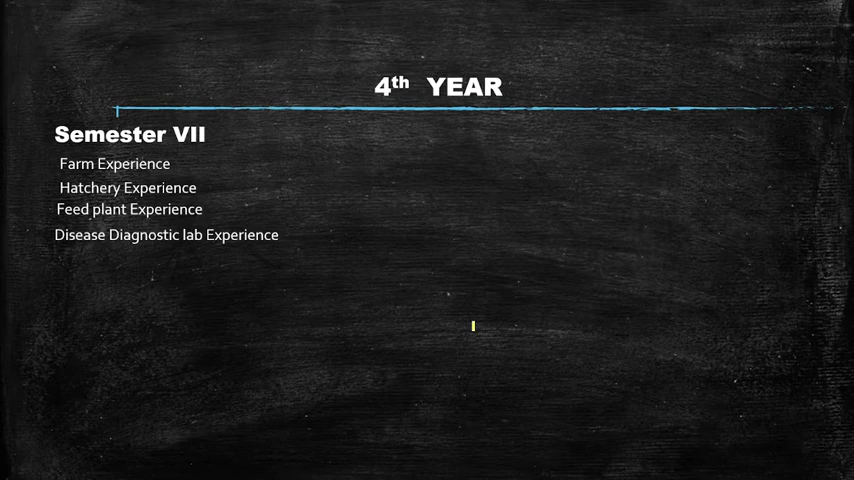 4th YEAR
Semester VII
Farm Experience
Hatchery Experience
Feed plant Experience
Disease Diagnostic lab Experience